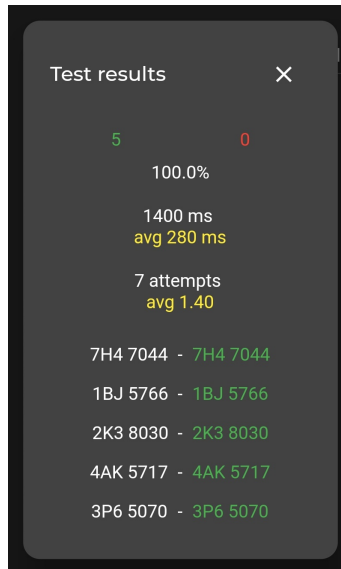 Test results ×
5 0
100.0%
1400 ms
avg 280 ms
7 attempts
avg 1.40
7H4 7044 - 7H4 7044
1BJ 5766 - 1BJ 5766
2K3 8030 - 2K3 8030
4AK 5717 - 4AK 5717
3P6 5070 - 3P6 5070